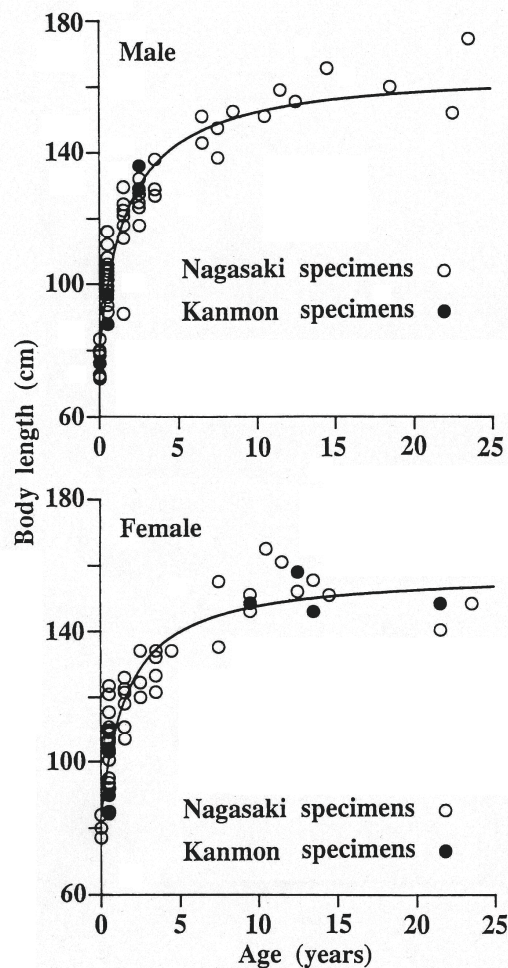 180
Male
140
100
Nagasaki specimens
Kanmon specimens
60
0 5 10 15 20 25
Body length (cm)
180
Female
140
100
Nagasaki specimens
Kanmon specimens
60
0 5 10 15 20 25
Age (years)